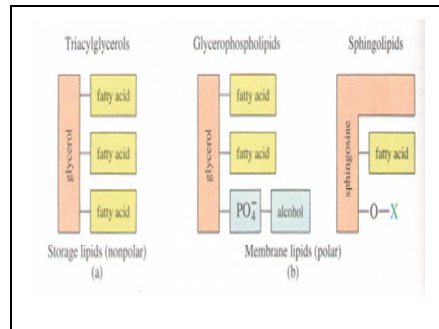 Triacylglycerols
Glycerophospholipids
Sphingolipids
glycerol
fatty acid
fatty acid
fatty acid
glycerol
fatty acid
fatty acid
PO₄⁻
alcohol
sphingosine
fatty acid
O—X
Storage lipids (nonpolar)
(a)
Membrane lipids (polar)
(b)